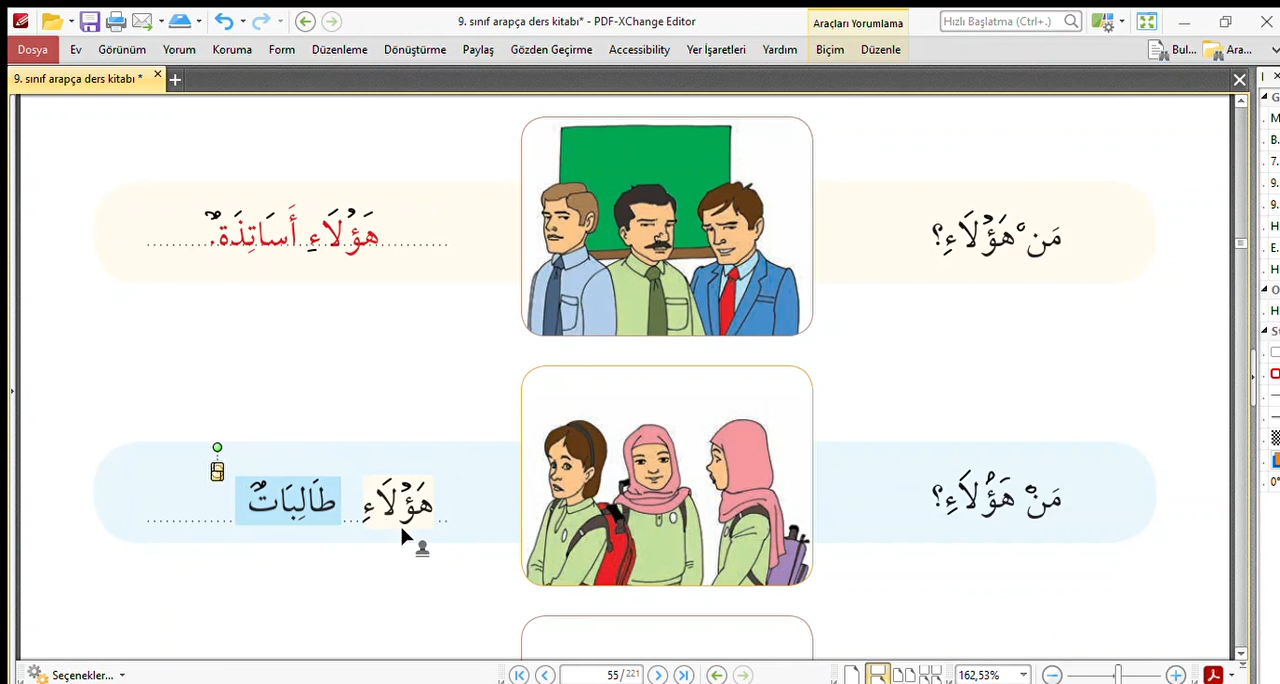 9. sınıf arapça ders kitabı* - PDF-XChange Editor
Araçları Yorumlama
Hızlı Başlatma (Ctrl+.)
Dosya Ev Görünüm Yorum Koruma Form Düzenleme Dönüştürme Paylaş Gözden Geçirme Accessibility Yer İşaretleri Yardım Biçim Düzenle
Bul... Ara...
9. sınıf arapça ders kitabı *
مَنْ هَؤُلَاءِ؟
هَؤُلَاءِ أَسَاتِذَةٌ.
مَنْ هَؤُلَاءِ؟
هَؤُلَاءِ طَالِبَاتٌ
Seçenekler...
55 / 221
162,53%